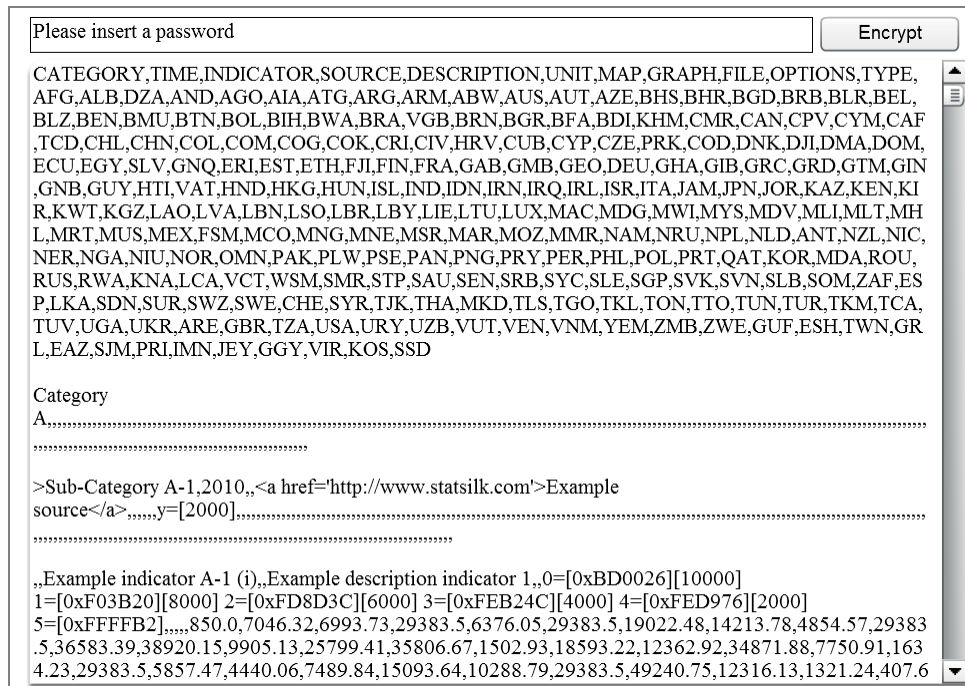 Please insert a password
Encrypt
CATEGORY,TIME,INDICATOR,SOURCE,DESCRIPTION,UNIT,MAP,GRAPH,FILE,OPTIONS,TYPE,
AFG,ALB,DZA,AND,AGO,AIA,ATG,ARG,ARM,ABW,AUS,AUT,AZE,BHS,BHR,BGD,BRB,BLR,BEL,
BLZ,BEN,BMU,BTN,BOL,BIH,BWA,BRA,VGB,BRN,BGR,BFA,BDI,KHM,CMR,CAN,CPV,CYM,CAF
,TCD,CHL,CHN,COL,COM,COG,COK,CRI,CIV,HRV,CUB,CYP,CZE,PRK,COD,DNK,DJI,DMA,DOM,
ECU,EGY,SLV,GNQ,ERI,EST,ETH,FJI,FIN,FRA,GAB,GMB,GEO,DEU,GHA,GIB,GRC,GRD,GTM,GIN
,GNB,GUY,HTI,VAT,HND,HKG,HUN,ISL,IND,IDN,IRN,IRQ,IRL,ISR,ITA,JAM,JPN,JOR,KAZ,KEN,KI
R,KWT,KGZ,LAO,LVA,LBN,LSO,LBR,LBY,LIE,LTU,LUX,MAC,MDG,MWI,MYS,MDV,MLI,MLT,MH
L,MRT,MUS,MEX,FSM,MCO,MNG,MNE,MSR,MAR,MOZ,MMR,NAM,NRU,NPL,NLD,ANT,NZL,NIC,
NER,NGA,NIU,NOR,OMN,PAK,PLW,PSE,PAN,PNG,PRY,PER,PHL,POL,PRT,QAT,KOR,MDA,ROU,
RUS,RWA,KNA,LCA,VCT,WSM,SMR,STP,SAU,SEN,SRB,SYC,SLE,SGP,SVK,SVN,SLB,SOM,ZAF,ES
P,LKA,SDN,SUR,SWZ,SWE,CHE,SYR,TJK,THA,MKD,TLS,TGO,TKL,TON,TTO,TUN,TUR,TKM,TCA,
TUV,UGA,UKR,ARE,GBR,TZA,USA,URY,UZB,VUT,VEN,VNM,YEM,ZMB,ZWE,GUF,ESH,TWN,GR
L,EAZ,SJM,PRI,IMN,JEY,GGY,VIR,KOS,SSD
Category
A,,,,,,,,,,,,,,,,,,,,,,,,,,,,,,,,,,,,,,,,,,,,,,,,,,,,,,,,,,,,,,,,,,,,,,,,,,,,,,,,,,,,,,,,,,,,,,,,,,,,,,,,,,,,,,,,,,,,,,,,,,,,,,,,,,,,,,,,,,,,,,,,,,,,,,,,,,,,,,,,,,,,,,,,,,,,
,,,,,,,,,,,,,,,,,,,,,,,,,,,,,,,,,,,,,,,,,,,,,,,,,,,,,,,
>Sub-Category A-1,2010,,<a href='http://www.statsilk.com'>Example
source</a>,,,,,,y=[2000],,,,,,,,,,,,,,,,,,,,,,,,,,,,,,,,,,,,,,,,,,,,,,,,,,,,,,,,,,,,,,,,,,,,,,,,,,,,,,,,,,,,,,,,,,,,,,,,,,,,,,,,,,,,,,,,,,,,,,,,,,,,,,,,,,,,,,,,,,
,,,,,,,,,,,,,,,,,,,,,,,,,,,,,,,,,,,,,,,,,,,,,,,,,,,,,,,,,,,,,,,,,,,,,,,,,,,,,,,,,,,,
,,Example indicator A-1 (i),,Example description indicator 1,,0=[0xBD0026][10000]
1=[0xF03B20][8000] 2=[0xFD8D3C][6000] 3=[0xFEB24C][4000] 4=[0xFED976][2000]
5=[0xFFFFB2],,,,,850.0,7046.32,6993.73,29383.5,6376.05,29383.5,19022.48,14213.78,4854.57,29383
.5,36583.39,38920.15,9905.13,25799.41,35806.67,1502.93,18593.22,12362.92,34871.88,7750.91,163
4.23,29383.5,5857.47,4440.06,7489.84,15093.64,10288.79,29383.5,49240.75,12316.13,1321.24,407.6